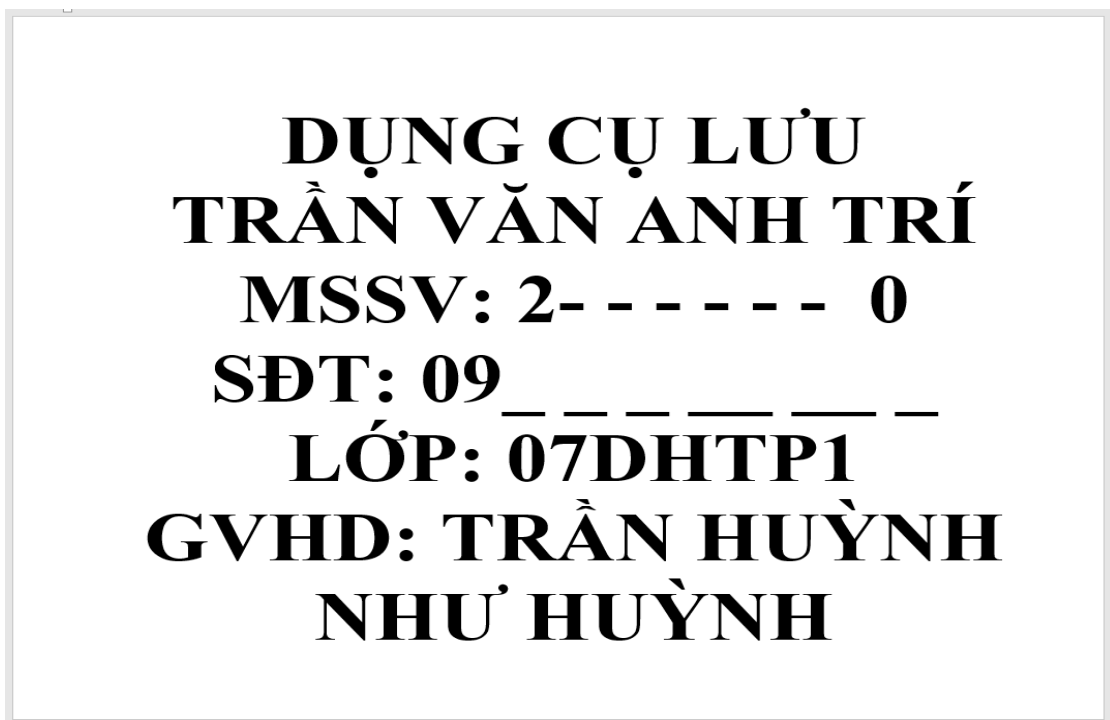 DỤNG CỤ LƯU
TRẦN VĂN ANH TRÍ
MSSV: 2- - - - - - 0
SĐT: 09_ _ _ __ __ _
LỚP: 07DHTP1
GVHD: TRẦN HUỲNH
NHƯ HUỲNH